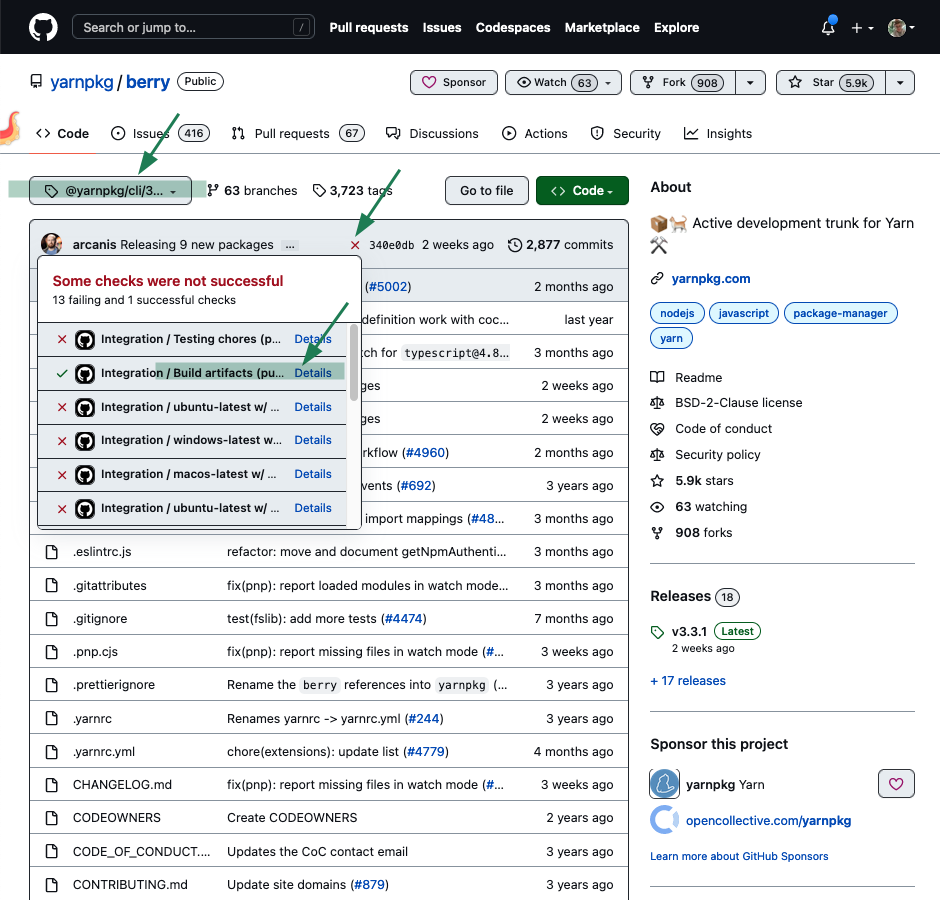 Search or jump to... /
Pull requests Issues Codespaces Marketplace Explore
yarnpkg / berry Public
Sponsor Watch 63 Fork 908 Star 5.9k
Code Issues 416 Pull requests 67 Discussions Actions Security Insights
@yarnpkg/cli/3... 63 branches 3,723 tags Go to file Code
arcanis Releasing 9 new packages ... 340e0db 2 weeks ago 2,877 commits
Some checks were not successful
13 failing and 1 successful checks
Integration / Testing chores (p... Details
Integration / Build artifacts (pu... Details
Integration / ubuntu-latest w/ ... Details
Integration / windows-latest w... Details
Integration / macos-latest w/ ... Details
Integration / ubuntu-latest w/ ... Details
(#5002) 2 months ago
definition work with coc... last year
tch for typescript@4.8... 3 months ago
ges 2 weeks ago
ges 2 weeks ago
rkflow (#4960) 2 months ago
vents (#692) 3 years ago
import mappings (#48... 3 months ago
.eslintrc.js refactor: move and document getNpmAuthenti... 3 months ago
.gitattributes fix(pnp): report loaded modules in watch mode... 3 months ago
.gitignore test(fslib): add more tests (#4474) 7 months ago
.pnp.cjs fix(pnp): report missing files in watch mode (#... 3 weeks ago
.prettierignore Rename the berry references into yarnpkg (... 3 years ago
.yarnrc Renames yarnrc -> yarnrc.yml (#244) 3 years ago
.yarnrc.yml chore(extensions): update list (#4779) 4 months ago
CHANGELOG.md fix(pnp): report missing files in watch mode (#... 3 weeks ago
CODEOWNERS Create CODEOWNERS 2 years ago
CODE_OF_CONDUCT.... Updates the CoC contact email 3 years ago
CONTRIBUTING.md Update site domains (#879) 3 years ago
About
📦🐈 Active development trunk for Yarn
⚒
yarnpkg.com
nodejs javascript package-manager
yarn
Readme
BSD-2-Clause license
Code of conduct
Security policy
5.9k stars
63 watching
908 forks
Releases 18
v3.3.1 Latest
2 weeks ago
+ 17 releases
Sponsor this project
yarnpkg Yarn
opencollective.com/yarnpkg
Learn more about GitHub Sponsors